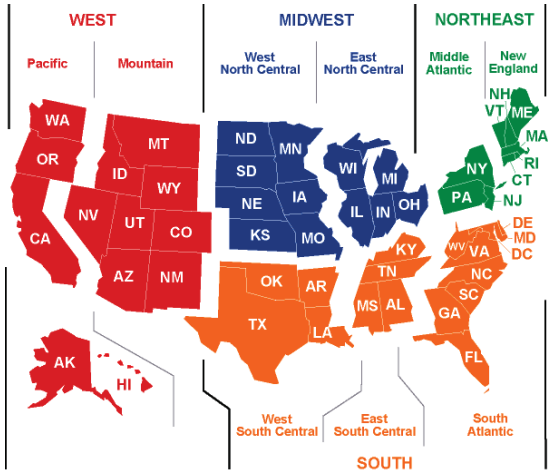 WEST
MIDWEST
NORTHEAST
Pacific
Mountain
West
North Central
East
North Central
Middle
Atlantic
New
England
WA
OR
CA
NV
ID
MT
WY
UT
CO
AZ
NM
AK
HI
ND
SD
NE
KS
MN
IA
MO
WI
MI
IL
IN
OH
NH
VT
ME
MA
RI
CT
NY
PA
NJ
OK
TX
AR
LA
KY
TN
MS
AL
DE
MD
DC
WV
VA
NC
SC
GA
FL
West
South Central
East
South Central
South
Atlantic
SOUTH